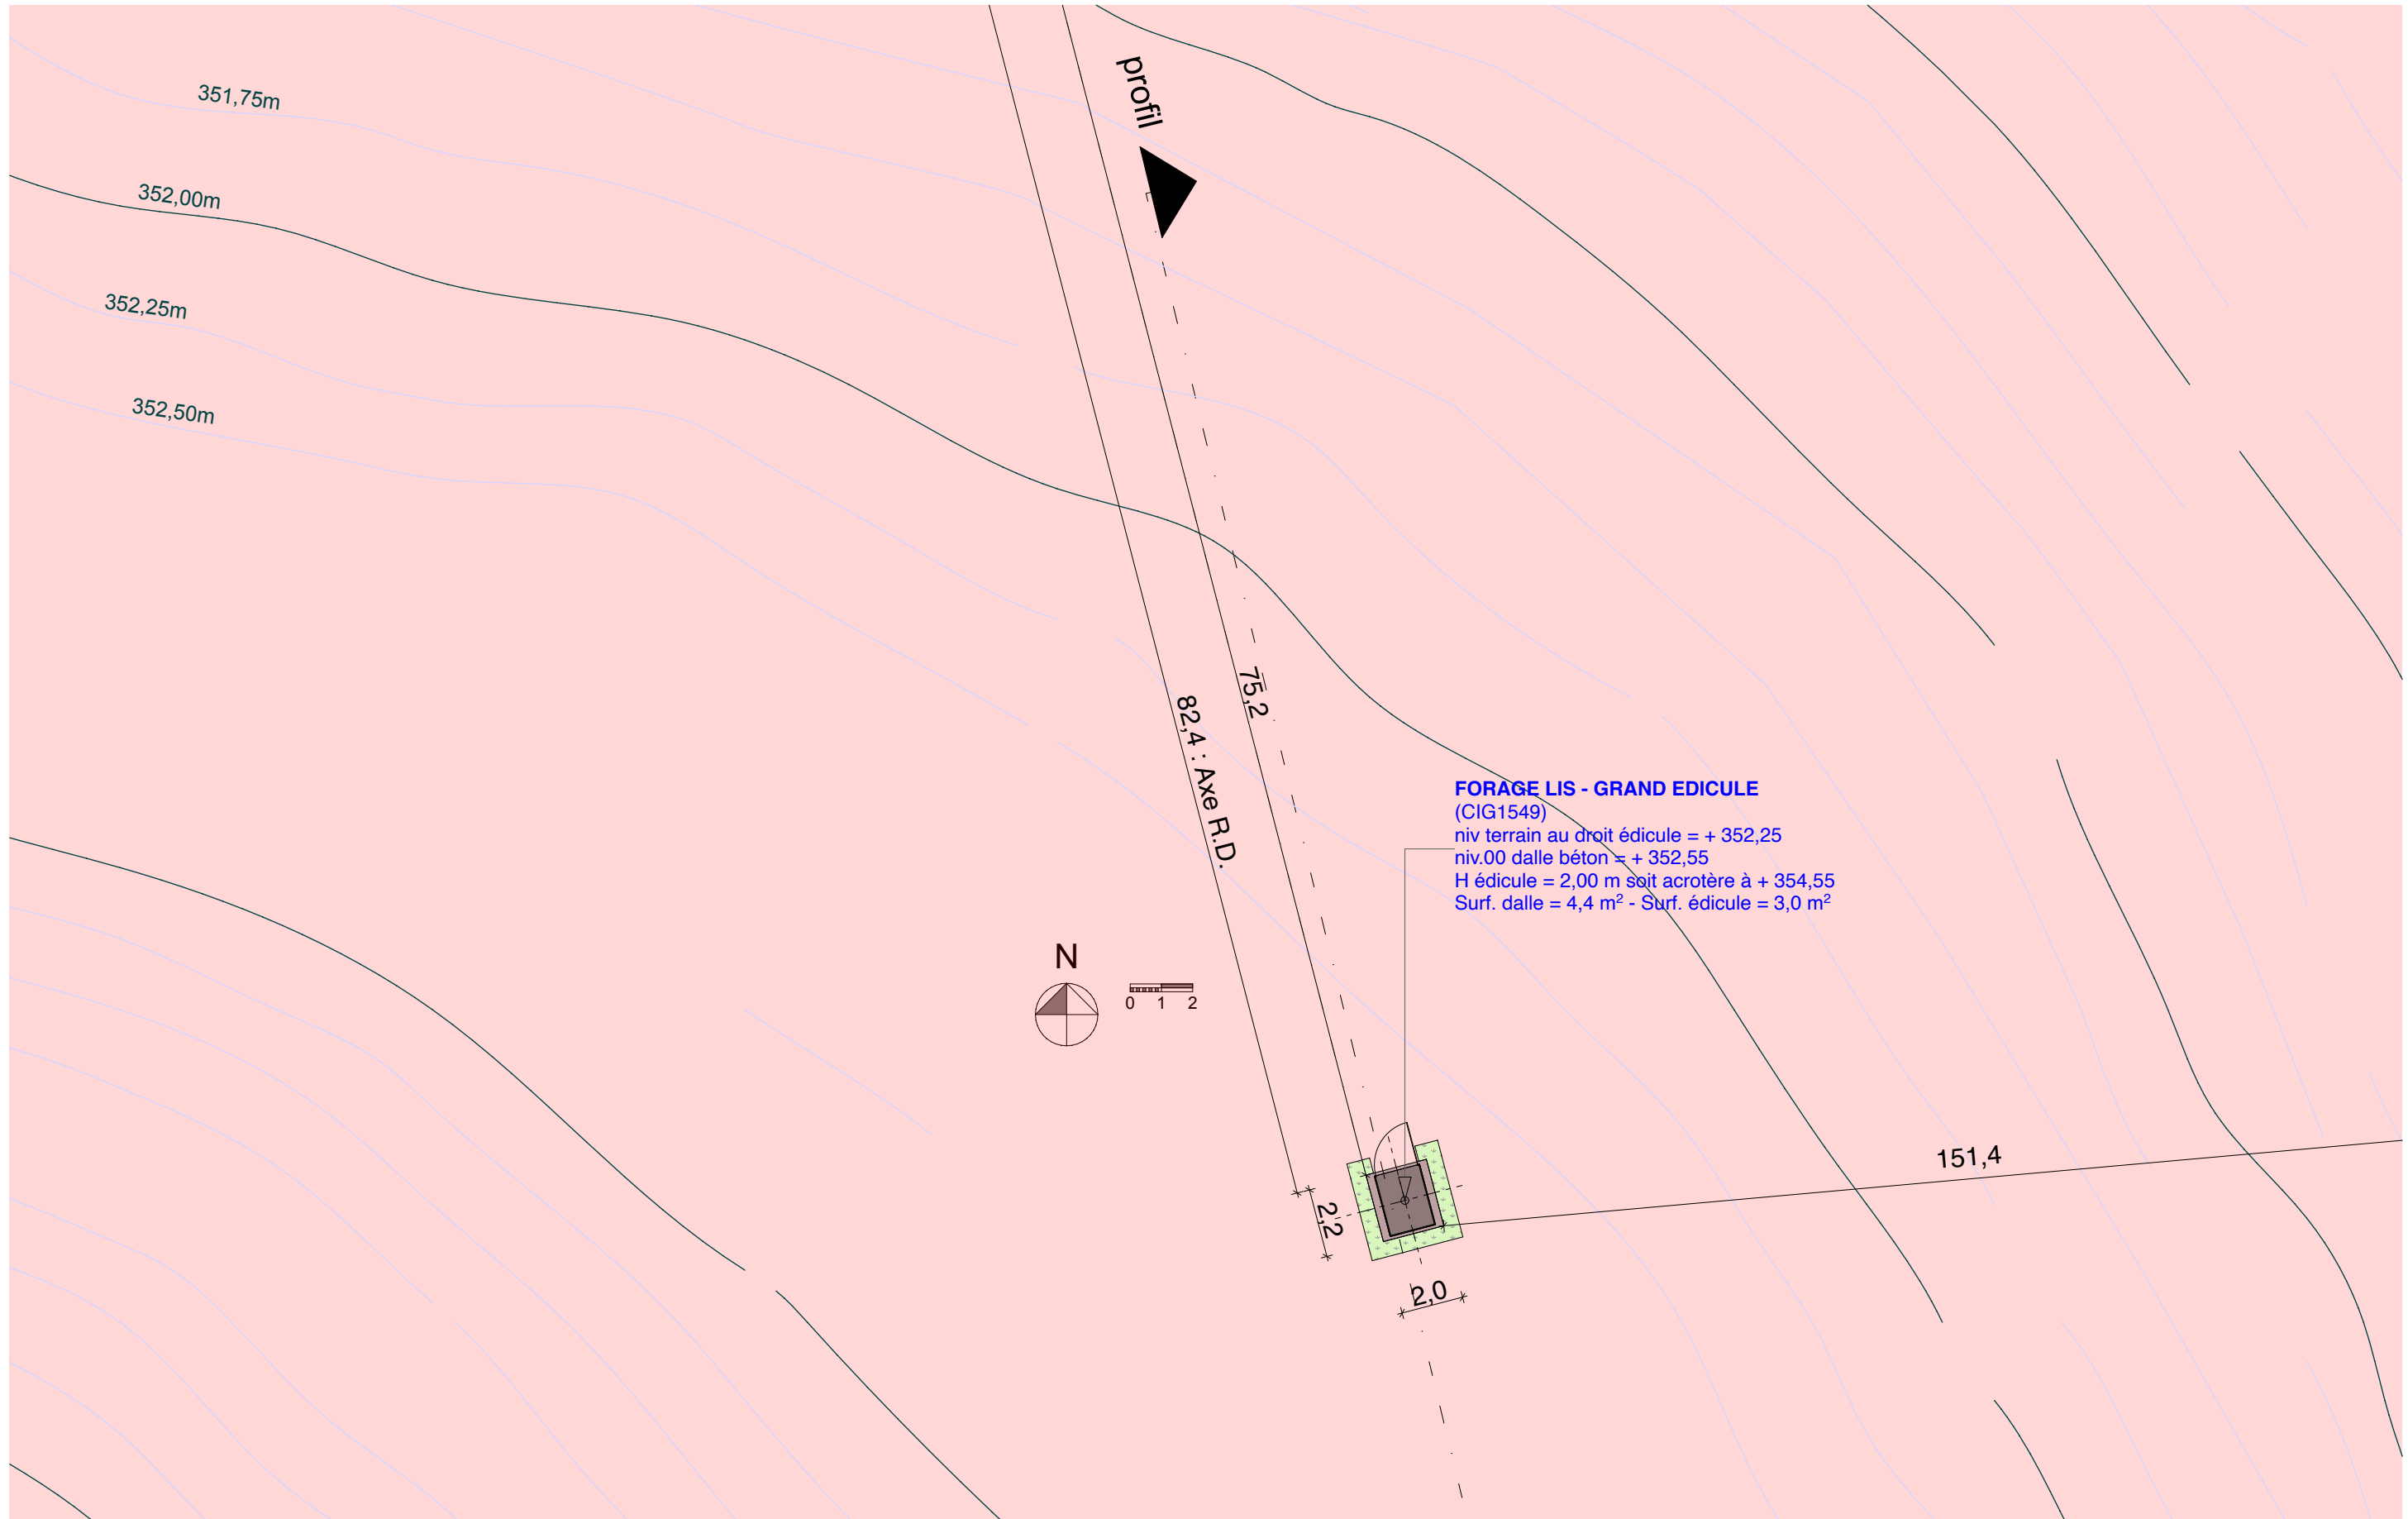 profil
351,75m
352,00m
352,25m
352,50m
75,2
82,4 : Axe R.D.
FORAGE LIS - GRAND EDICULE
(CIG1549)
niv terrain au droit édicule = + 352,25
niv.00 dalle béton = + 352,55
H édicule = 2,00 m soit acrotère à + 354,55
Surf. dalle = 4,4 m² - Surf. édicule = 3,0 m²
N
0 1 2
151,4
2,2
2,0